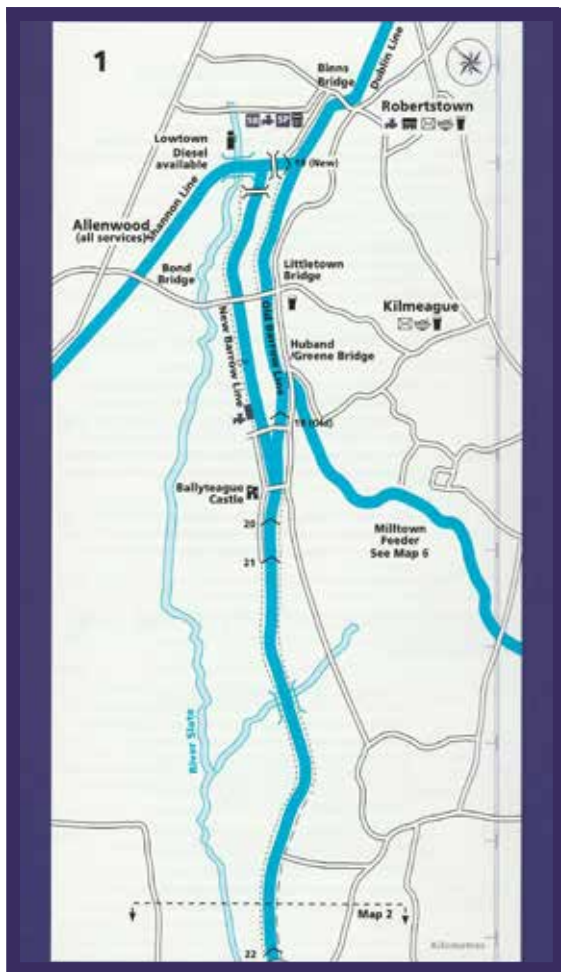 1
Binns
Bridge
Dublin Line
Robertstown
SP
Lowtown
Diesel
available
19 (New)
Allenwood
(all services)
Shannon Line
Bond
Bridge
Littletown
Bridge
Kilmeague
New Barrow Line
Old Barrow Line
Huband
/Greene Bridge
19 (Old)
Ballyteague
Castle
20
21
Milltown
Feeder
See Map 6
River Slate
Map 2
Kilometres
22